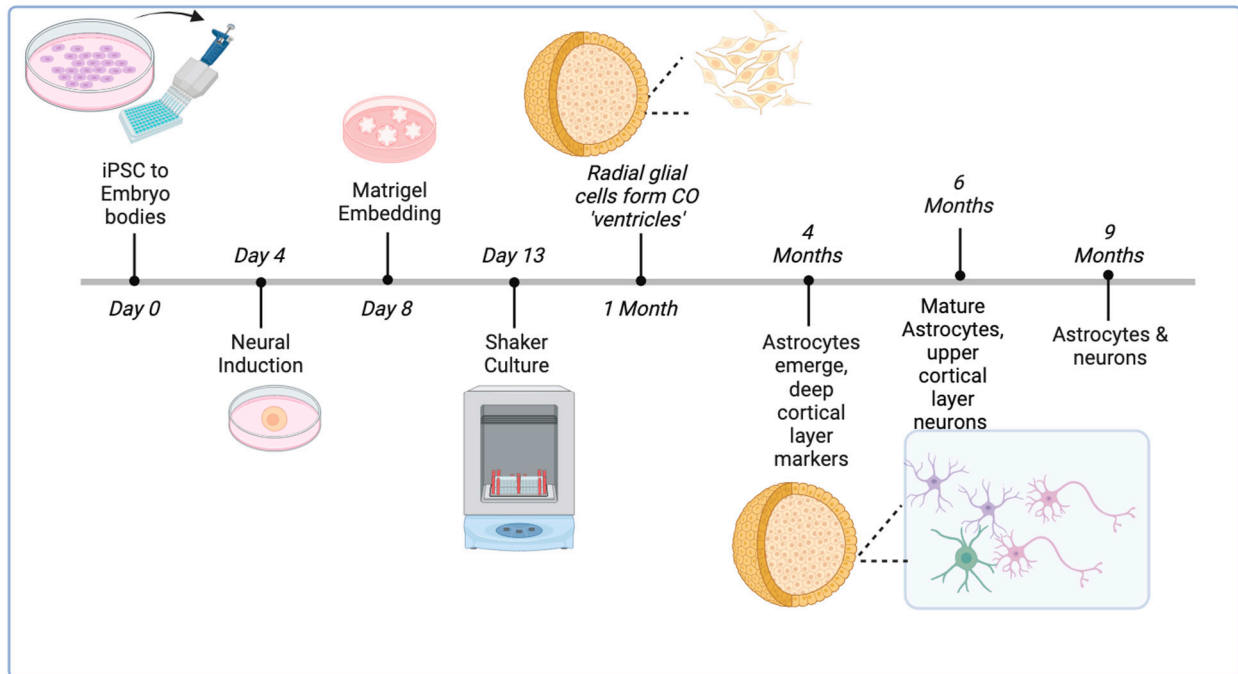 iPSC to
Embryo
bodies
Day 0
Day 4
Neural
Induction
Matrigel
Embedding
Day 8
Day 13
Shaker
Culture
Radial glial
cells form CO
'ventricles'
1 Month
4
Months
Astrocytes
emerge,
deep
cortical
layer
markers
6
Months
Mature
Astrocytes,
upper
cortical
layer
neurons
9
Months
Astrocytes &
neurons